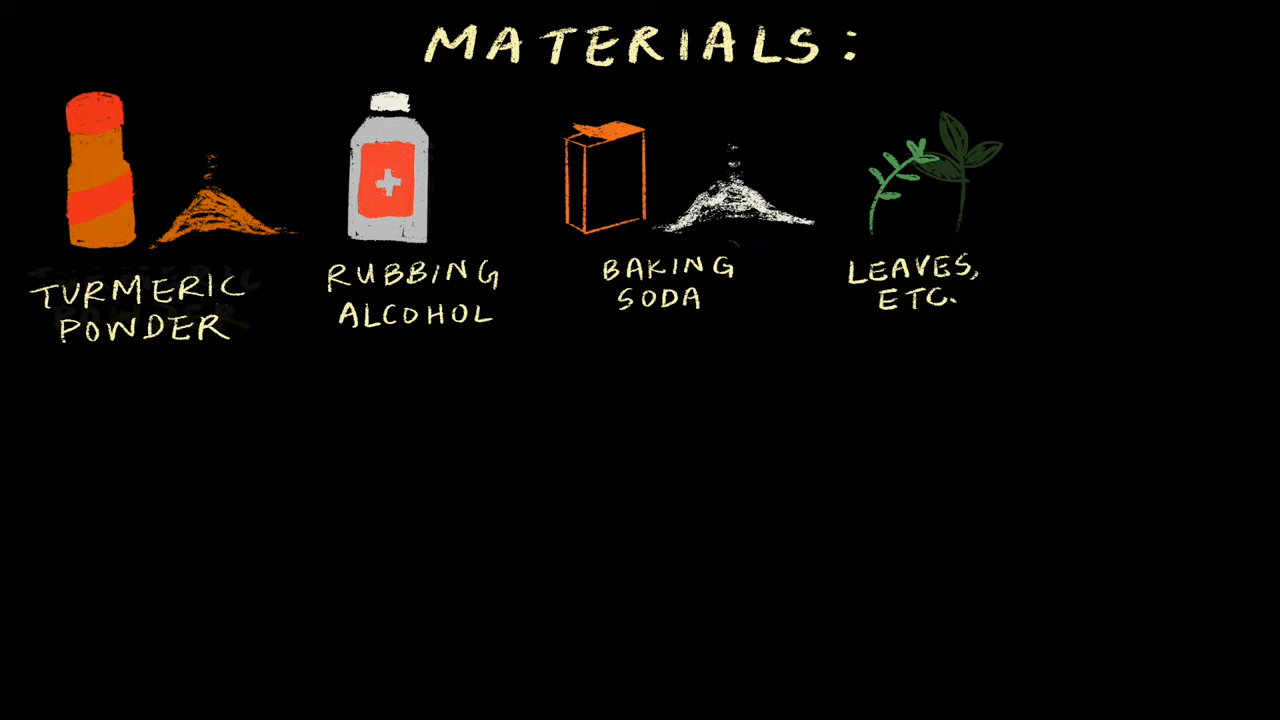 MATERIALS:
TURMERIC
POWDER
RUBBING
ALCOHOL
BAKING
SODA
LEAVES,
ETC.